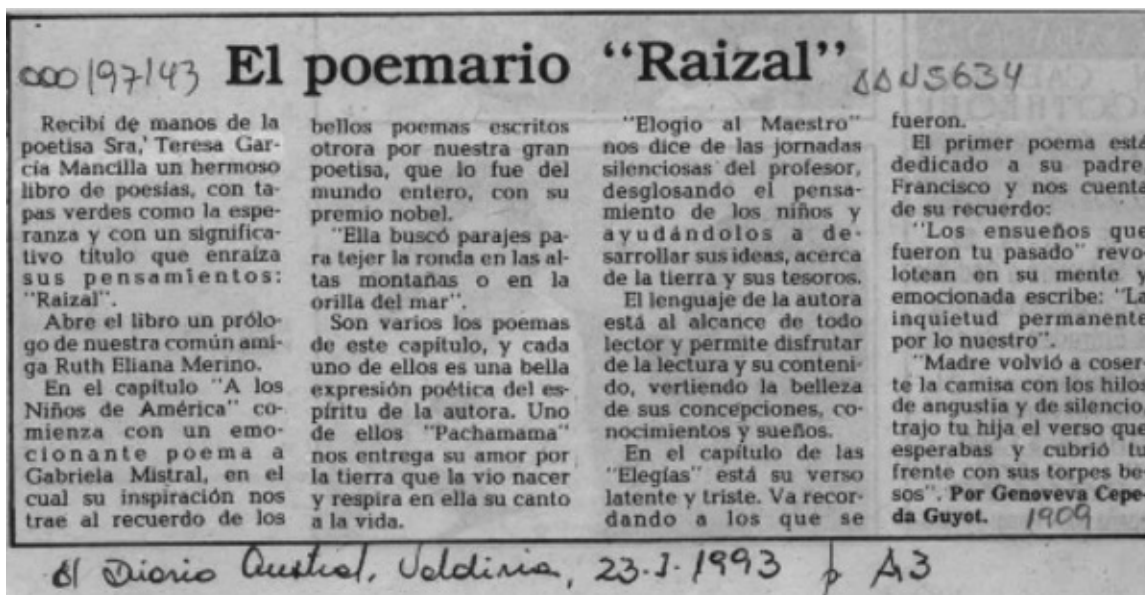 000197143 El poemario "Raizal" AAN5634
Recibí de manos de la
poetisa Sra,' Teresa Gar-
cía Mancilla un hermoso
libro de poesías, con ta-
pas verdes como la espe-
ranza y con un significa-
tivo título que enraíza
sus pensamientos:
"Raizal".
Abre el libro un prólo-
go de nuestra común ami-
ga Ruth Eliana Merino.
En el capítulo "A los
Niños de América" co-
mienza con un emo-
cionante poema a
Gabriela Mistral, en el
cual su inspiración nos
trae al recuerdo de los
bellos poemas escritos
otrora por nuestra gran
poetisa, que lo fue del
mundo entero, con su
premio nobel.
"Ella buscó parajes pa-
ra tejer la ronda en las al-
tas montañas o en la
orilla del mar".
Son varios los poemas
de este capítulo, y cada
uno de ellos es una bella
expresión poética del es-
píritu de la autora. Uno
de ellos "Pachamama"
nos entrega su amor por
la tierra que la vio nacer
y respira en ella su canto
a la vida.
"Elogio al Maestro"
nos dice de las jornadas
silenciosas del profesor,
desglosando el pensa-
miento de los niños y
ayudándolos a de-
sarrollar sus ideas, acerca
de la tierra y sus tesoros.
El lenguaje de la autora
está al alcance de todo
lector y permite disfrutar
de la lectura y su conteni-
do, vertiendo la belleza
de sus concepciones, co-
nocimientos y sueños.
En el capítulo de las
"Elegías" está su verso
latente y triste. Va recor-
dando a los que se
fueron.
El primer poema está
dedicado a su padre
Francisco y nos cuenta
de su recuerdo:
"Los ensueños que
fueron tu pasado" revo-
lotean en su mente y
emocionada escribe: "La
inquietud permanente
por lo nuestro".
"Madre volvió a coser-
te la camisa con los hilos
de angustia y de silencio
trajo tu hija el verso que
esperabas y cubrió tu
frente con sus torpes be-
sos". Por Genoveva Cepe-
da Guyot. 1909
El Diario Austral, Valdivia, 23-I-1993 p A3